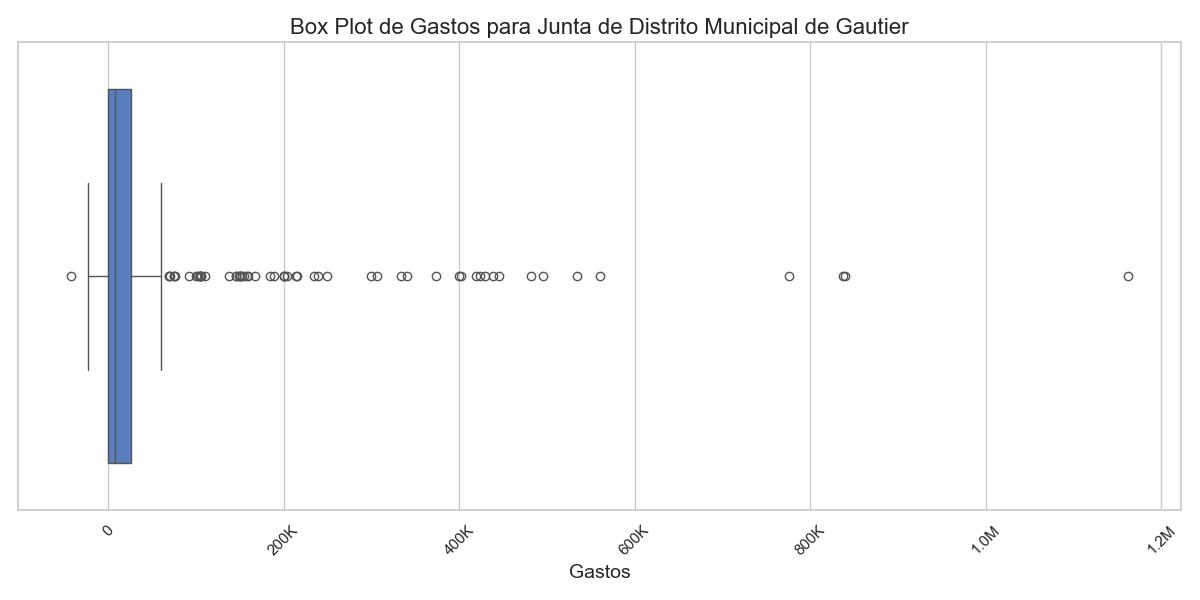 Box Plot de Gastos para Junta de Distrito Municipal de Gautier
0
200K
400K
600K
800K
1.0M
1.2M
Gastos